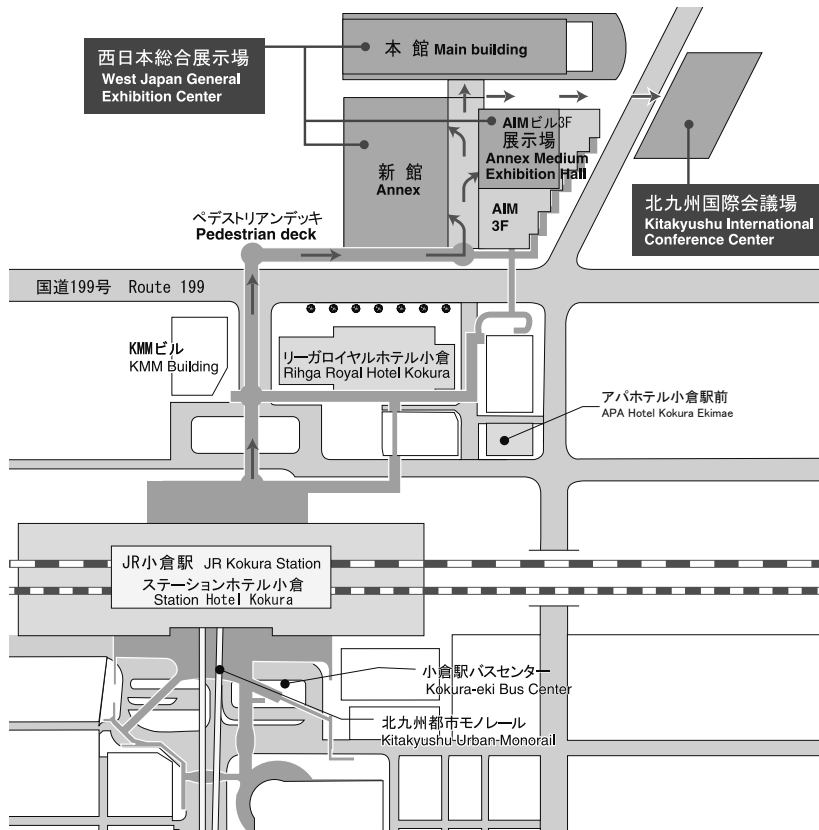 西日本総合展示場
West Japan General
Exhibition Center
本 館 Main building
AIMビル3F
展示場
Annex Medium
Exhibition Hall
新 館
Annex
AIM
3F
北九州国際会議場
Kitakyushu International
Conference Center
ペデストリアンデッキ
Pedestrian deck
国道199号 Route 199
KMMビル
KMM Building
リーガロイヤルホテル小倉
Rihga Royal Hotel Kokura
アパホテル小倉駅前
APA Hotel Kokura Ekimae
JR小倉駅 JR Kokura Station
ステーションホテル小倉
Station Hotel Kokura
小倉駅バスセンター
Kokura-eki Bus Center
北九州都市モノレール
Kitakyushu Urban Monorail